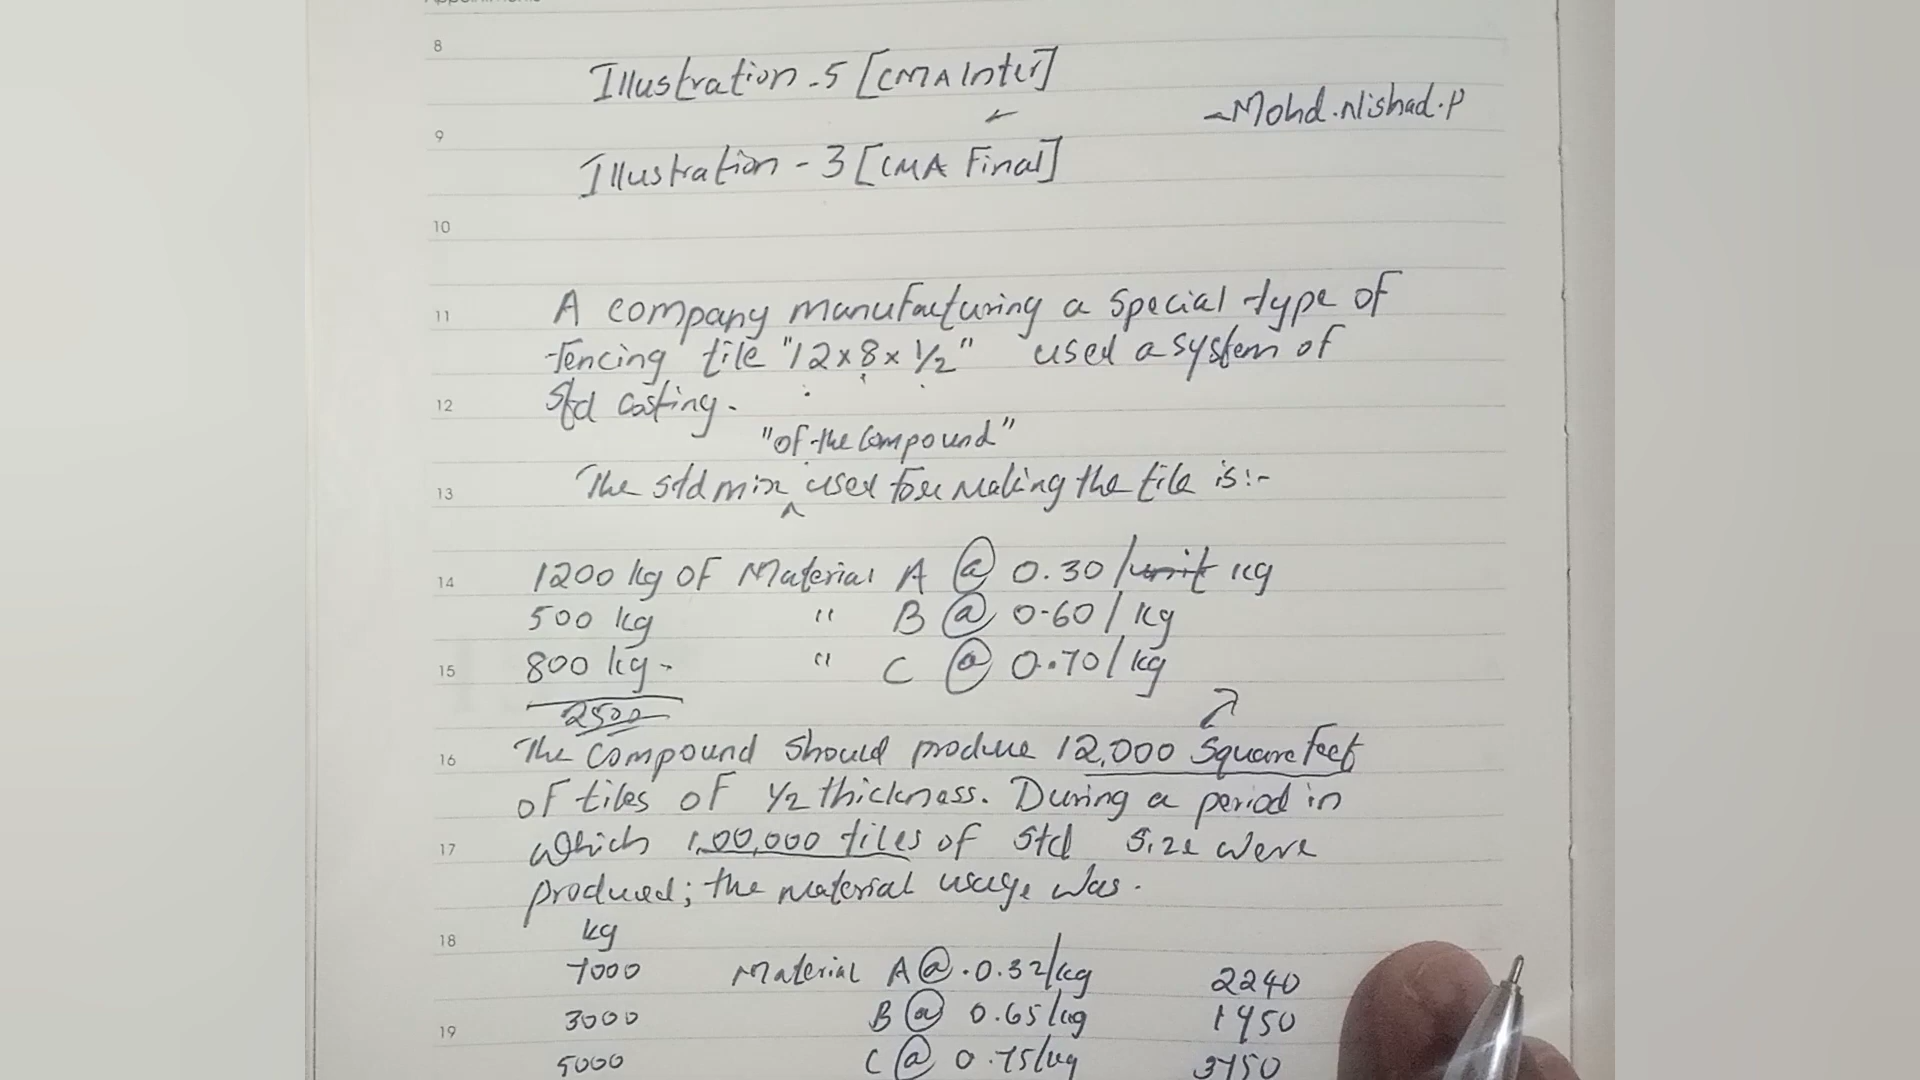 8
Illustration - 5 [CMA Inter]
- Mohd. Nishad. P
9
Illustration - 3 [CMA Final]
10
11 A company manufacturing a special type of
fencing tile "12 x 8 x 1/2" used a system of
12 std costing.
"of the compound"
13 The std mix used for making the tile is:-
14 1200 kg of Material A @ 0.30/unit kg
500 kg " B @ 0.60/kg
15 800 kg - " C @ 0.70/kg
2500
16 The compound should produce 12,000 Square feet
of tiles of 1/2 thickness. During a period in
17 which 1,00,000 tiles of std size were
produced; the material usage was.
18 kg
7000 Material A @ 0.32/kg 2240
19 3000 B @ 0.65/kg 1950
5000 C @ 0.75/kg 3750